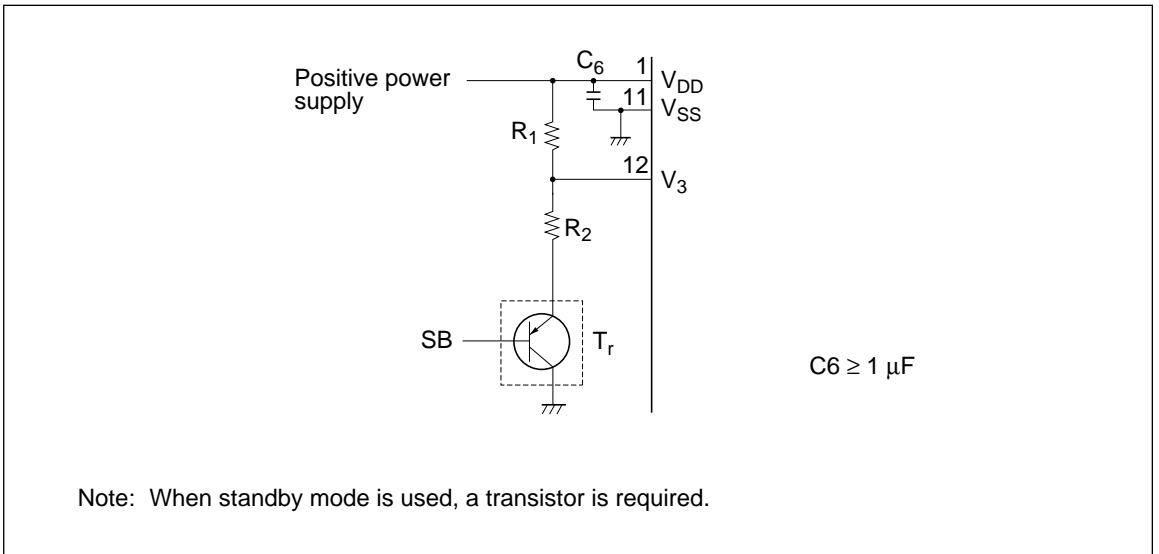 Positive power
supply
C6
1
VDD
11
VSS
R1
12
V3
R2
SB
Tr
C6 ≥ 1 μF
Note: When standby mode is used, a transistor is required.